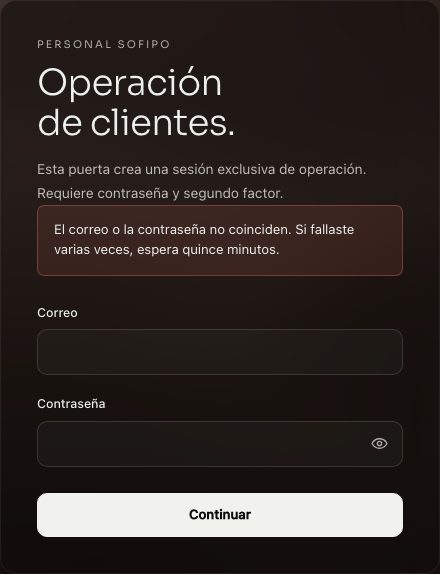 PERSONAL SOFIPO
Operación
de clientes.
Esta puerta crea una sesión exclusiva de operación.
Requiere contraseña y segundo factor.
El correo o la contraseña no coinciden. Si fallaste
varias veces, espera quince minutos.
Correo
Contraseña
Continuar